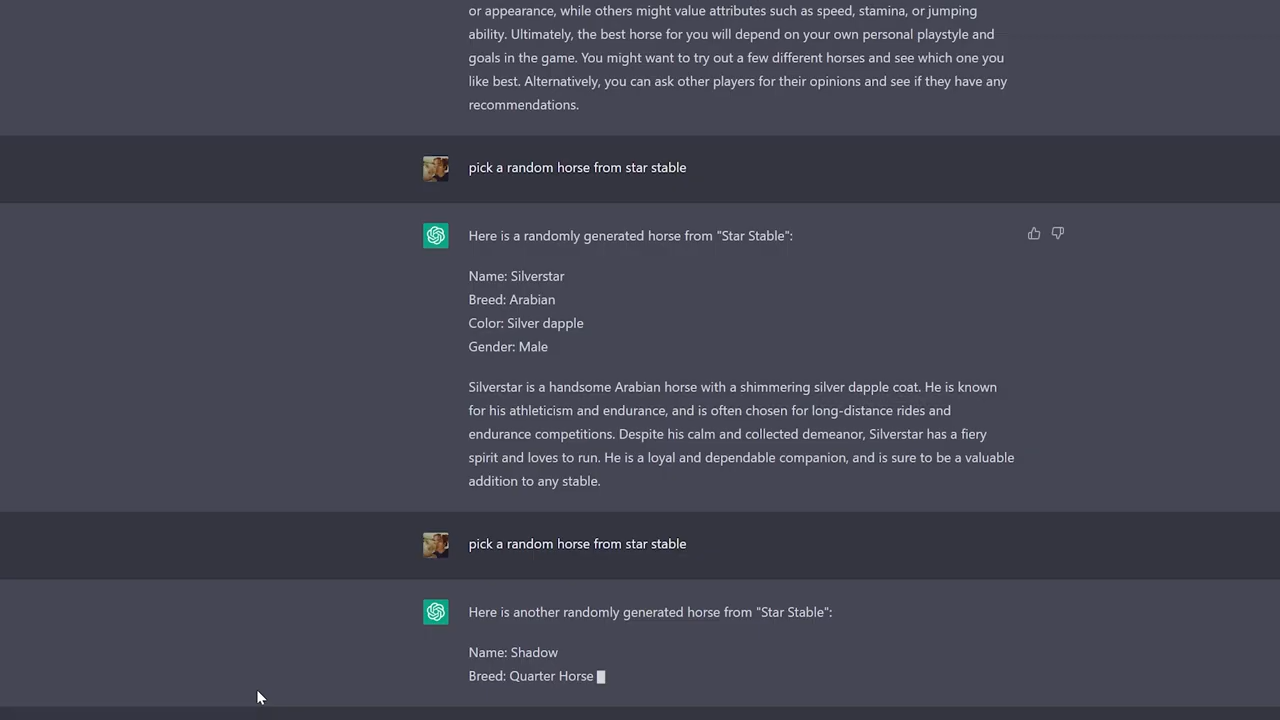 or appearance, while others might value attributes such as speed, stamina, or jumping
ability. Ultimately, the best horse for you will depend on your own personal playstyle and
goals in the game. You might want to try out a few different horses and see which one you
like best. Alternatively, you can ask other players for their opinions and see if they have any
recommendations.
pick a random horse from star stable
Here is a randomly generated horse from "Star Stable":
Name: Silverstar
Breed: Arabian
Color: Silver dapple
Gender: Male
Silverstar is a handsome Arabian horse with a shimmering silver dapple coat. He is known
for his athleticism and endurance, and is often chosen for long-distance rides and
endurance competitions. Despite his calm and collected demeanor, Silverstar has a fiery
spirit and loves to run. He is a loyal and dependable companion, and is sure to be a valuable
addition to any stable.
pick a random horse from star stable
Here is another randomly generated horse from "Star Stable":
Name: Shadow
Breed: Quarter Horse